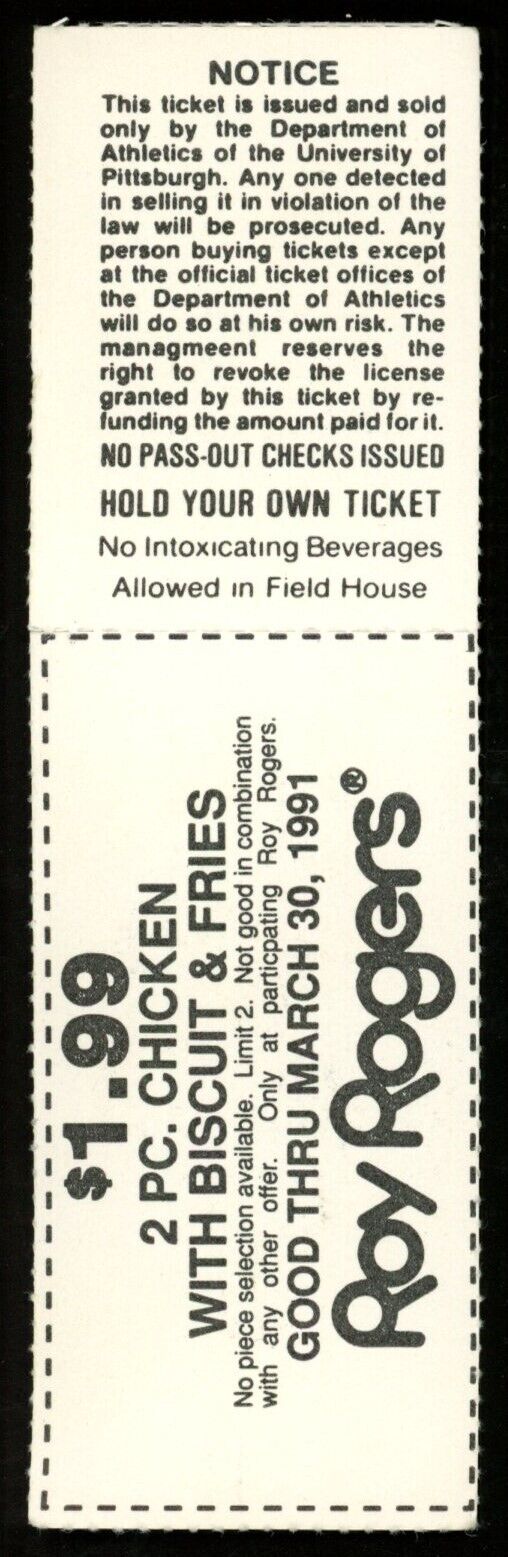 NOTICE
This ticket is issued and sold
only by the Department of
Athletics of the University of
Pittsburgh. Any one detected
in selling it in violation of the
law will be prosecuted. Any
person buying tickets except
at the official ticket offices of
the Department of Athletics
will do so at his own risk. The
managmeent reserves the
right to revoke the license
granted by this ticket by re-
funding the amount paid for it.
NO PASS-OUT CHECKS ISSUED
HOLD YOUR OWN TICKET
No Intoxicating Beverages
Allowed in Field House
$1.99
2 PC. CHICKEN
WITH BISCUIT & FRIES
No piece selection available. Limit 2. Not good in combination
with any other offer. Only at particpating Roy Rogers.
GOOD THRU MARCH 30, 1991
Roy Rogers®